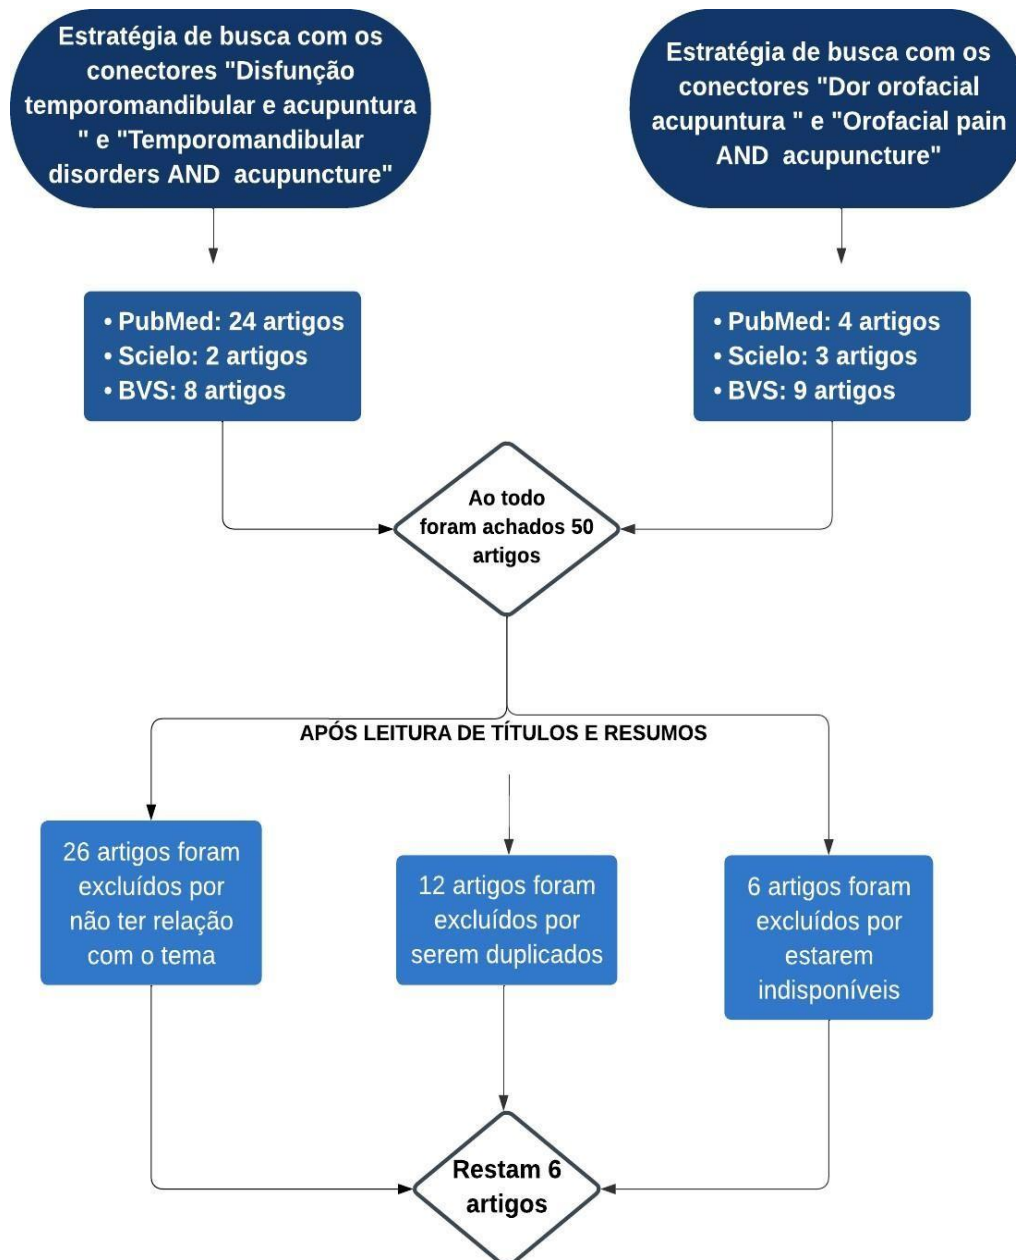 Estratégia de busca com os
conectores "Disfunção
temporomandibular e acupuntura
" e "Temporomandibular
disorders AND acupuncture"
Estratégia de busca com os
conectores "Dor orofacial
acupuntura " e "Orofacial pain
AND acupuncture"
• PubMed: 24 artigos
• Scielo: 2 artigos
• BVS: 8 artigos
• PubMed: 4 artigos
• Scielo: 3 artigos
• BVS: 9 artigos
Ao todo
foram achados 50
artigos
APÓS LEITURA DE TÍTULOS E RESUMOS
26 artigos foram
excluídos por
não ter relação
com o tema
12 artigos foram
excluídos por
serem duplicados
6 artigos foram
excluídos por
estarem
indisponíveis
Restam 6
artigos